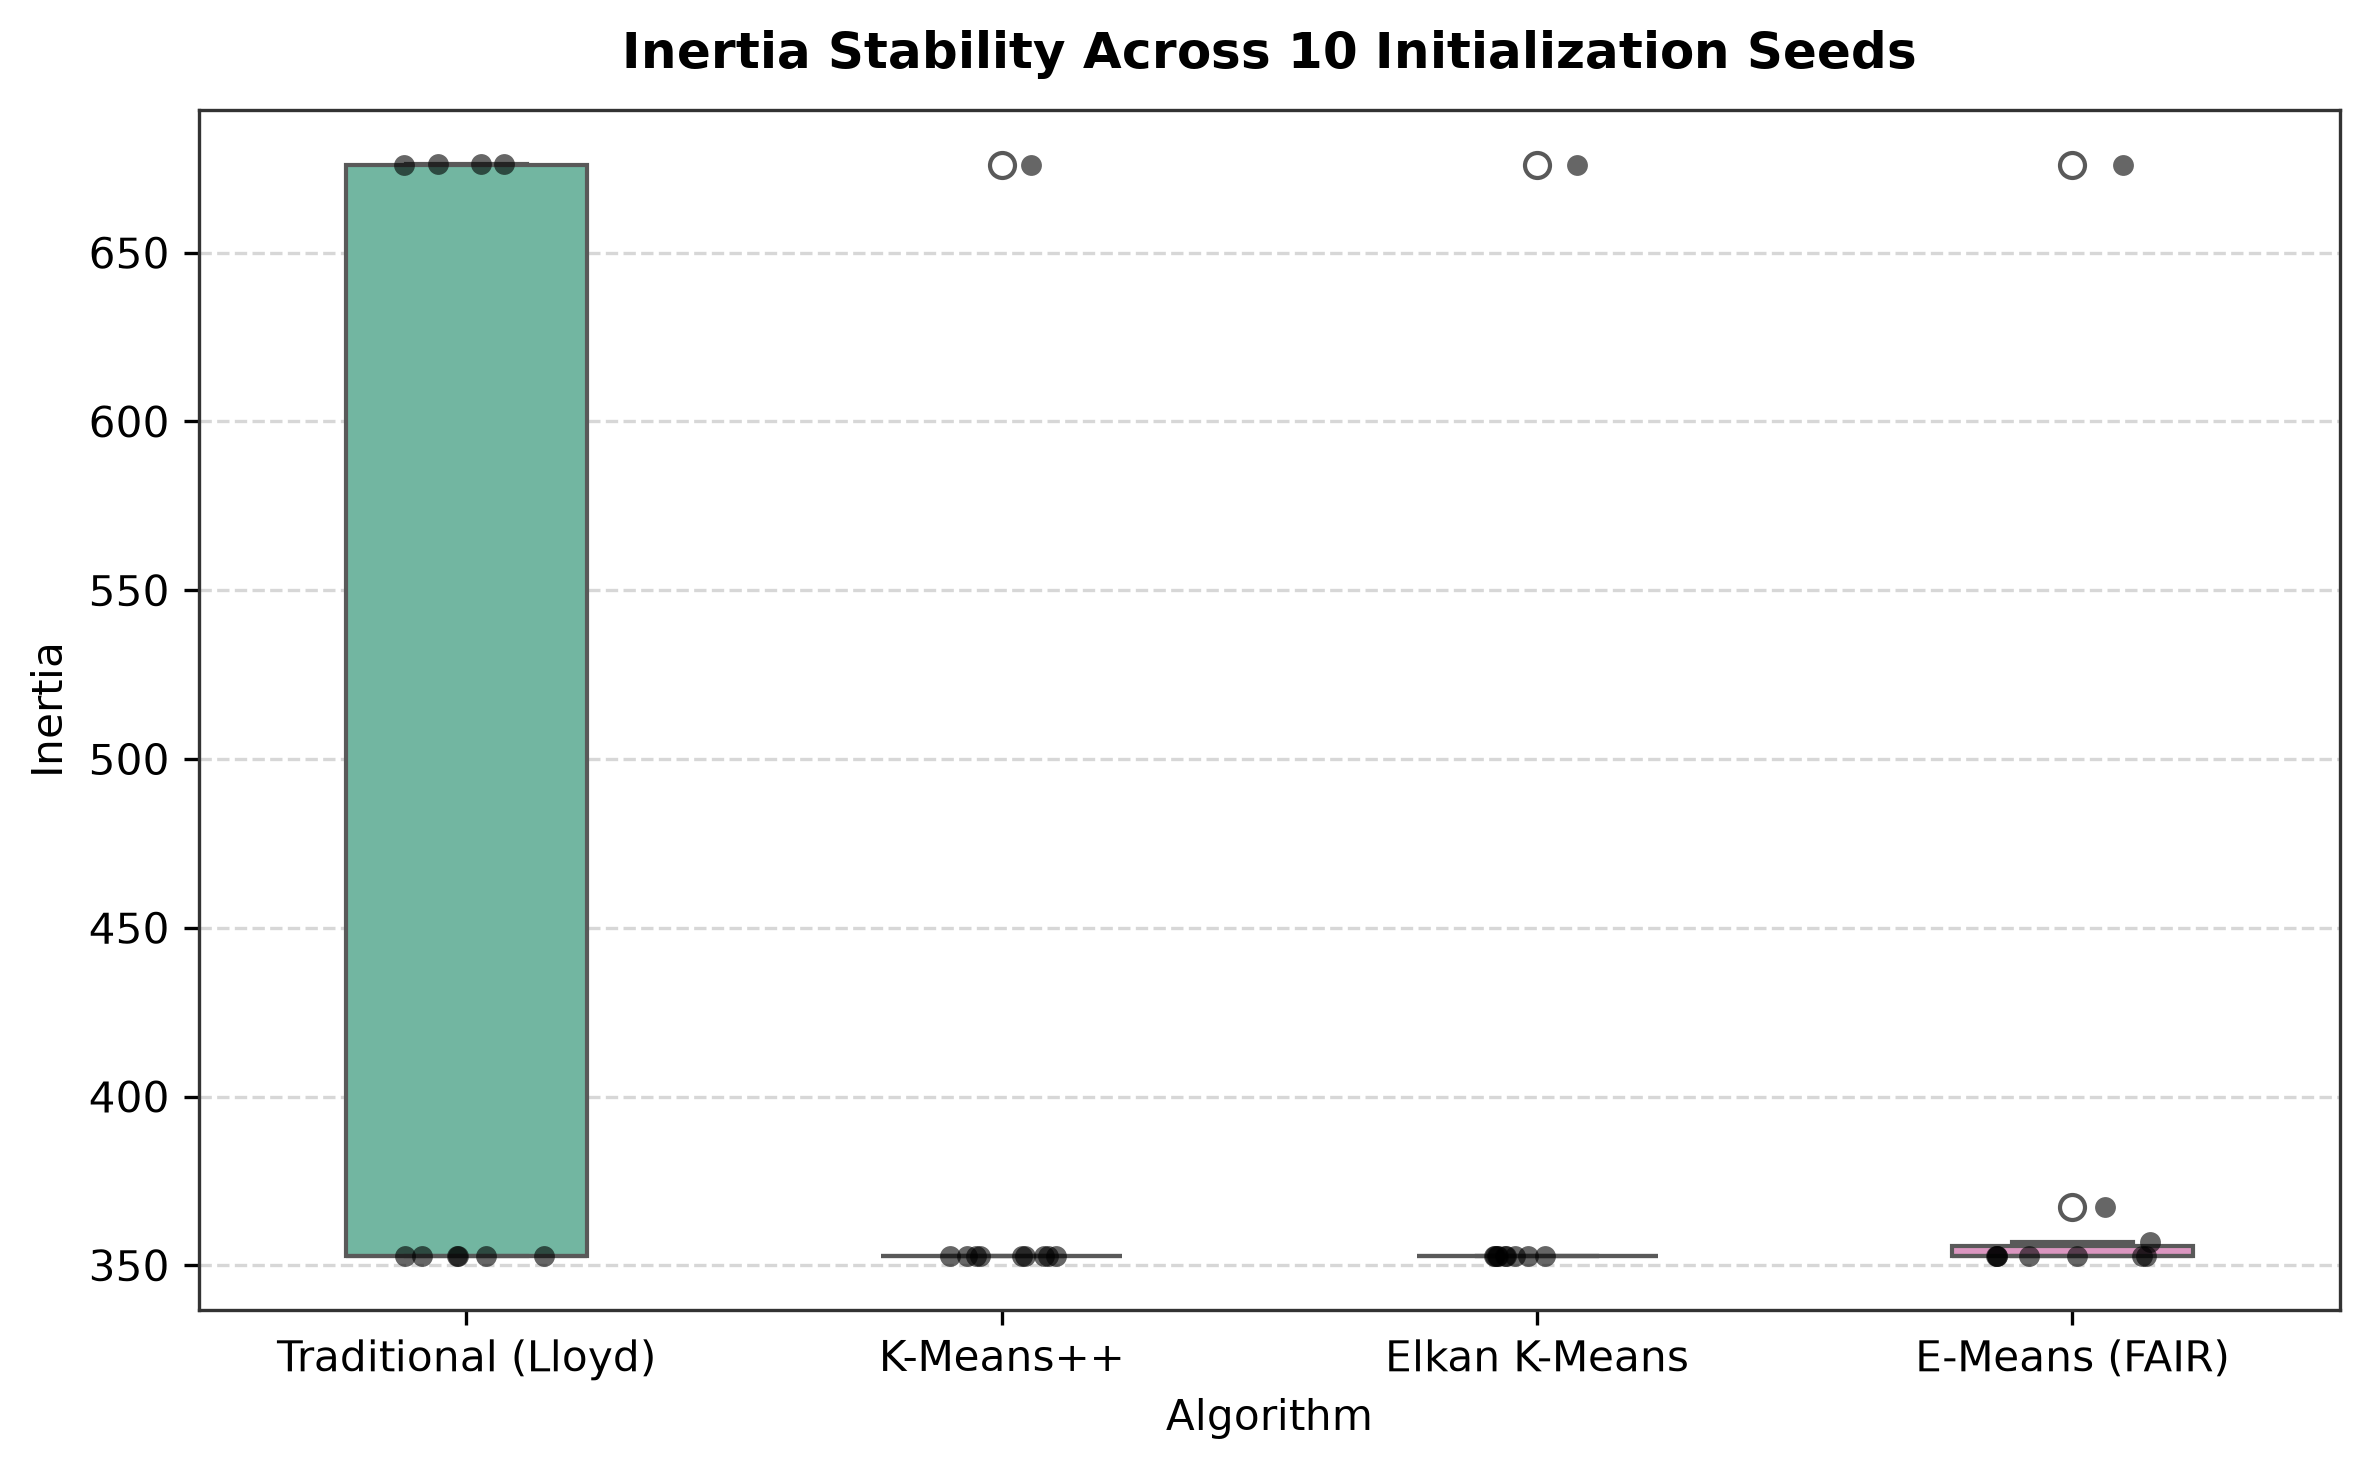 Inertia Stability Across 10 Initialization Seeds
650
600
550
500
450
400
350
Inertia
Traditional (Lloyd)
K-Means++
Elkan K-Means
E-Means (FAIR)
Algorithm